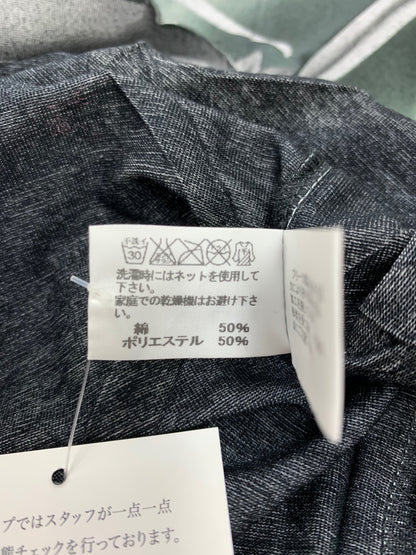 手洗イ
30
洗濯時にはネットを使用して
下さい。
家庭での乾燥機はお避け下さ
い。
綿 50%
ポリエステル 50%
プではスタッフが一点一点
態チェックを行っております。